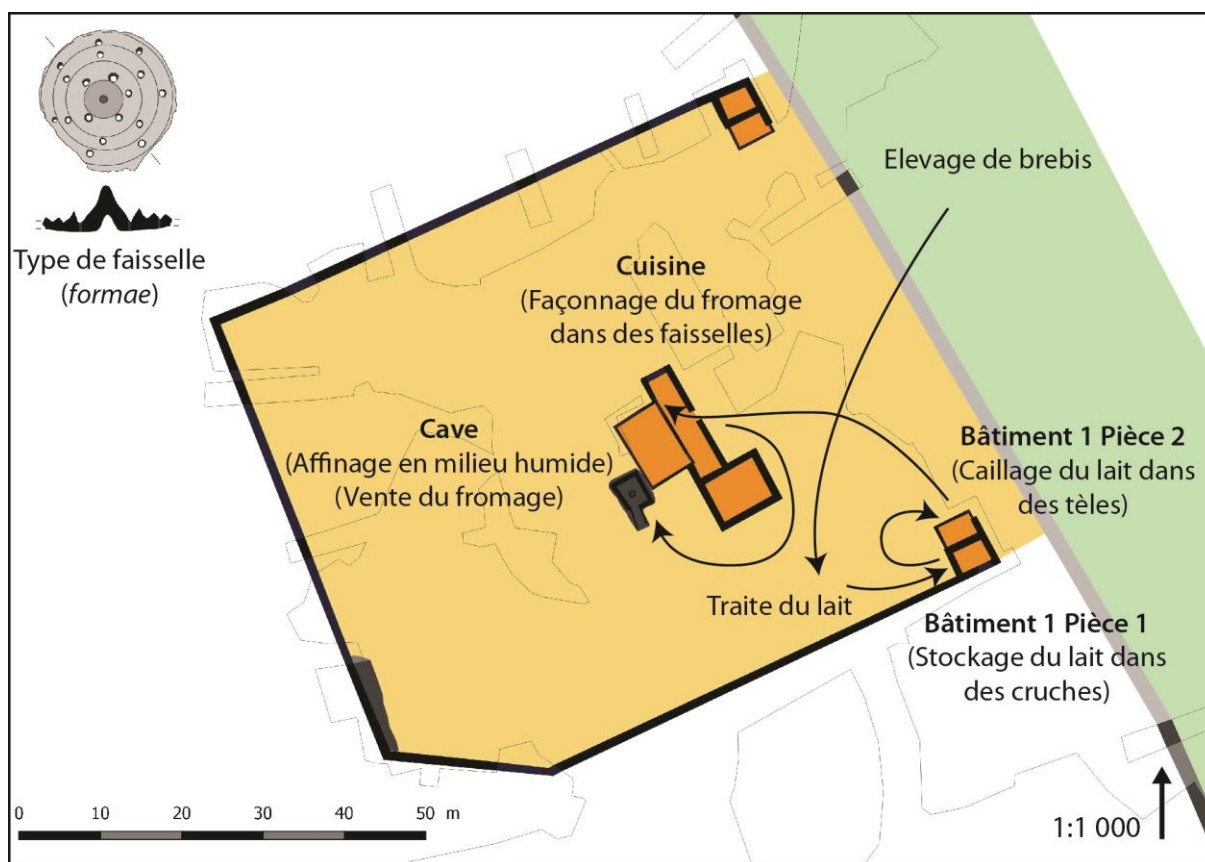 Type de faisselle
(formae)
Elevage de brebis
Cuisine
(Façonnage du fromage
dans des faisselles)
Cave
(Affinage en milieu humide)
(Vente du fromage)
Bâtiment 1 Pièce 2
(Caillage du lait dans
des tèles)
Traite du lait
Bâtiment 1 Pièce 1
(Stockage du lait dans
des cruches)
0 10 20 30 40 50 m
1:1 000